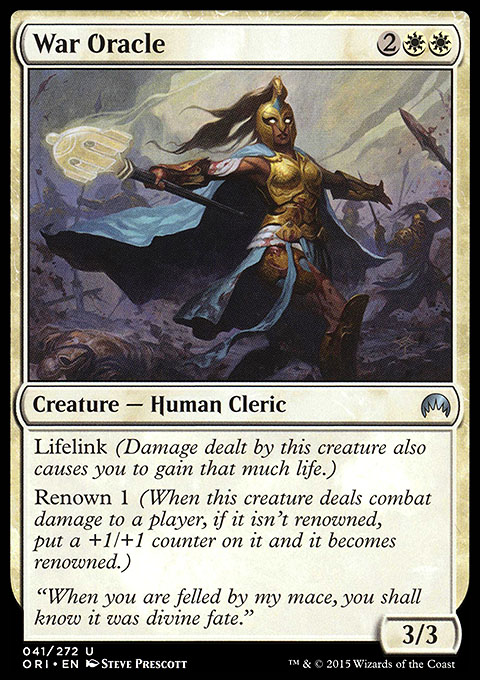 War Oracle 2
Creature — Human Cleric
Lifelink (Damage dealt by this creature also
causes you to gain that much life.)
Renown 1 (When this creature deals combat
damage to a player, if it isn't renowned,
put a +1/+1 counter on it and it becomes
renowned.)
“When you are felled by my mace, you shall
know it was divine fate.”
3/3
041/272 U
ORI • EN Steve Prescott ™ & © 2015 Wizards of the Coast